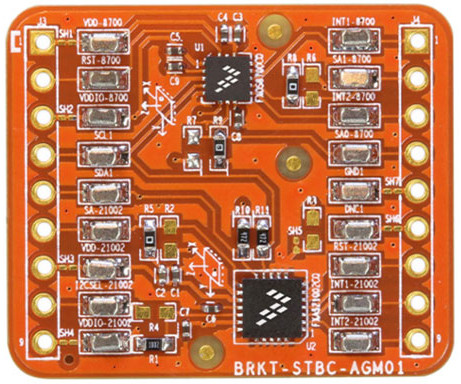 J3
SH1
VDD-8700
RST-8700
VDDIO-8700
SH2
SCL1
SDA1
SA-21002
VDD-21002
SH3
I2CSEL-21002
VDDIO-21002
SH4
1
9
C5
C9
C4 C3
U1
1
FXOS8700CQ
C8
R7 R9
R8 R6
X
Y
Z
R5 R2
C2 C1
R4
R1
C7
C6
R10 R11
R3
SH5
FXAS21002CQ
U2
J4
INT1-8700
SA1-8700
INT2-8700
SA0-8700
GND1
SH7
DNC1
SH6
RST-21002
INT1-21002
INT2-21002
1
9
BRKT-STBC-AGM01